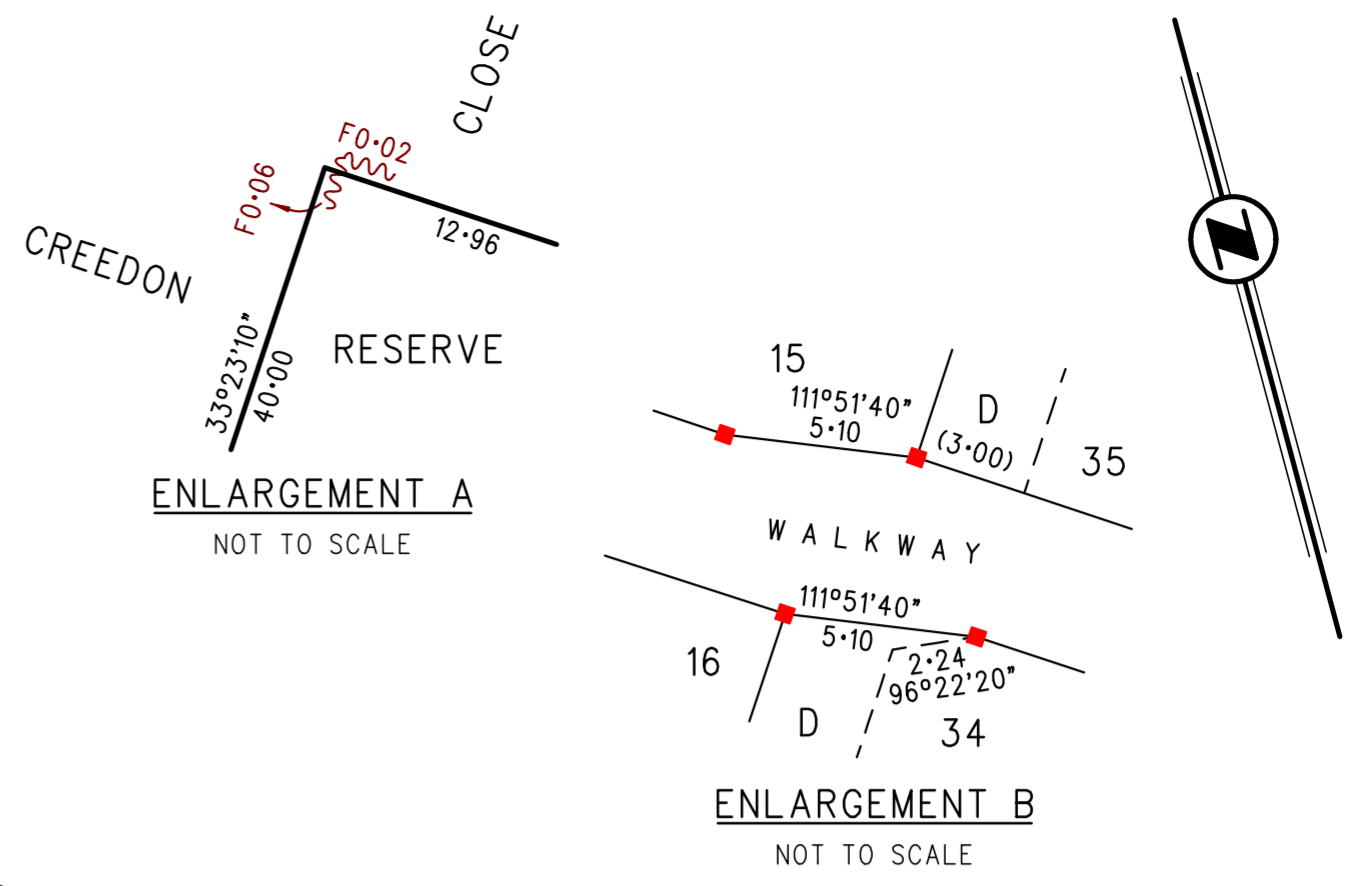 CREEDON
CLOSE
F0·02
F0·06
12·96
33°23'10"
40·00
RESERVE
ENLARGEMENT A
NOT TO SCALE
N
15
111°51'40"
5·10
D
(3·00)
35
WALKWAY
111°51'40"
5·10
2·24
96°22'20"
16
D
34
ENLARGEMENT B
NOT TO SCALE